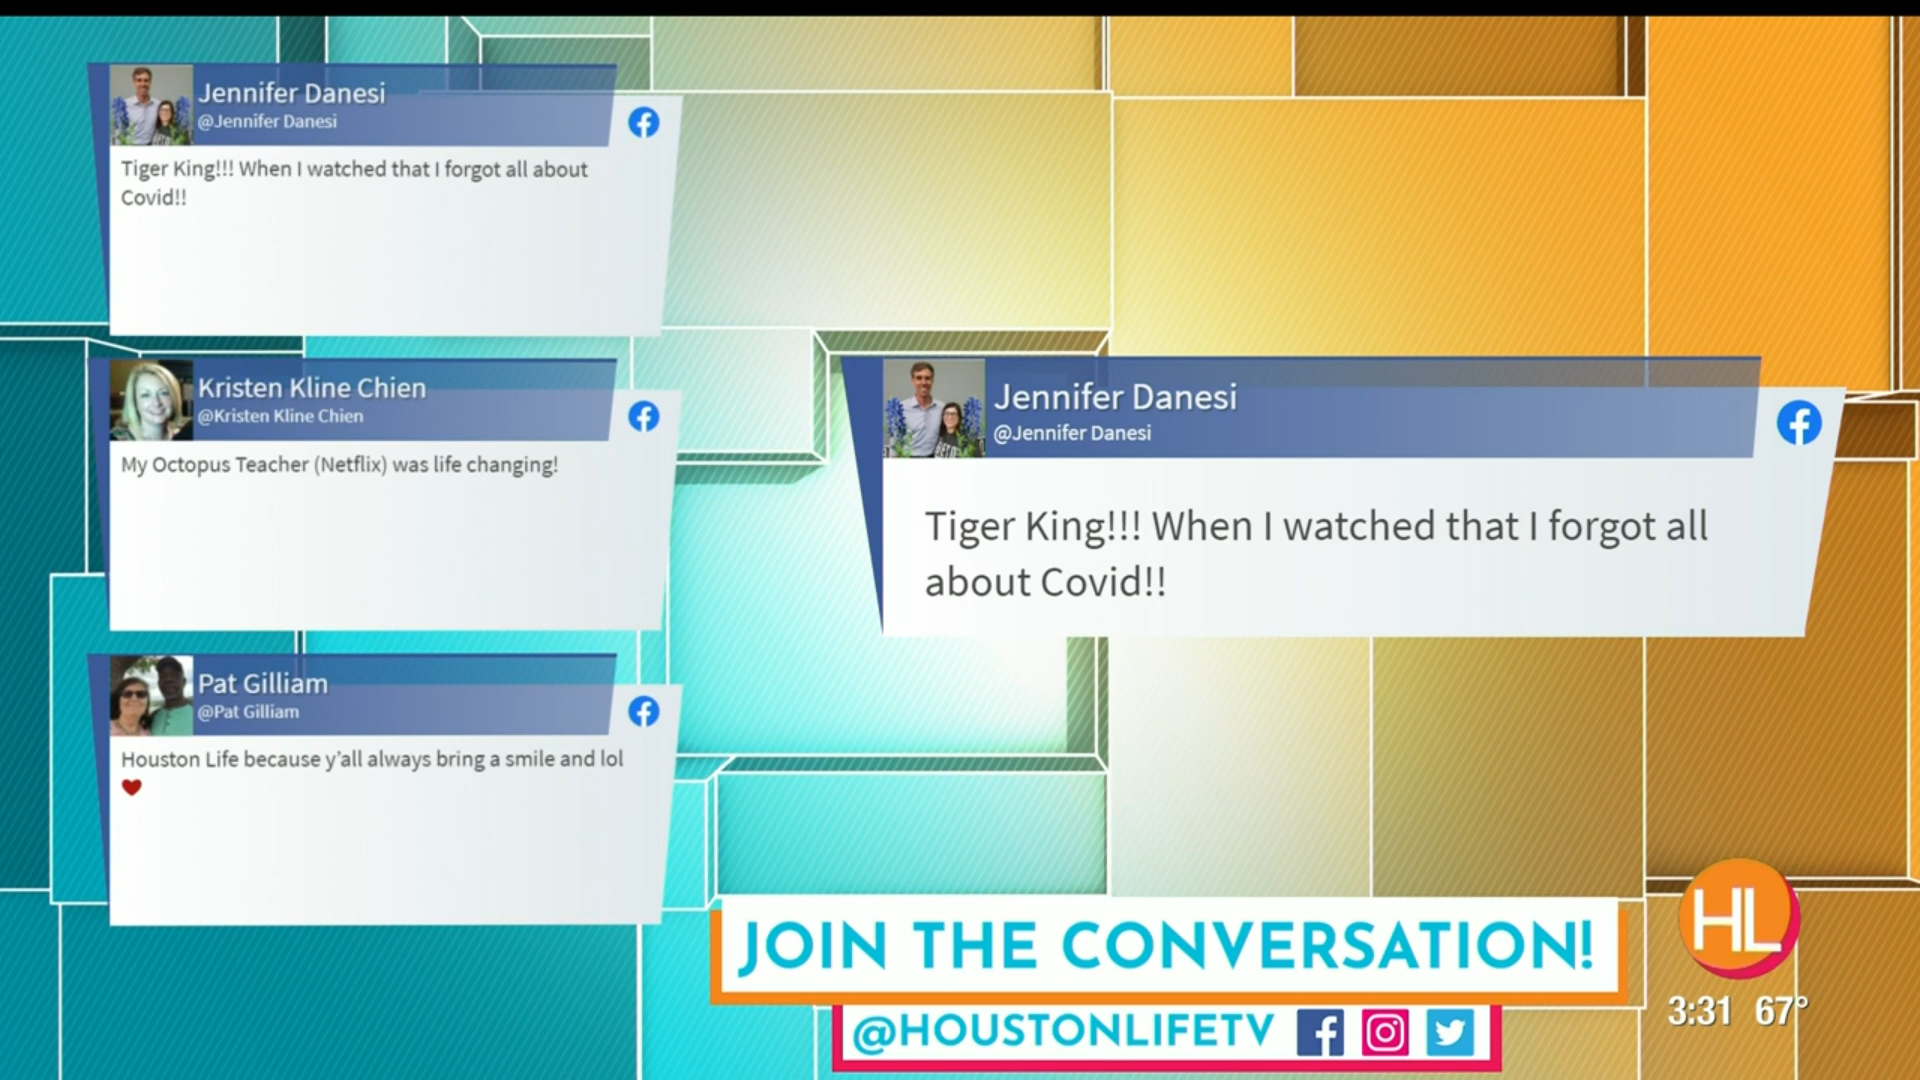 Jennifer Danesi
@Jennifer Danesi
Tiger King!!! When I watched that I forgot all about
Covid!!
Kristen Kline Chien
@Kristen Kline Chien
My Octopus Teacher (Netflix) was life changing!
Pat Gilliam
@Pat Gilliam
Houston Life because y’all always bring a smile and lol
❤
Jennifer Danesi
@Jennifer Danesi
Tiger King!!! When I watched that I forgot all
about Covid!!
JOIN THE CONVERSATION!
@HOUSTONLIFETV
HL
3:31 67°